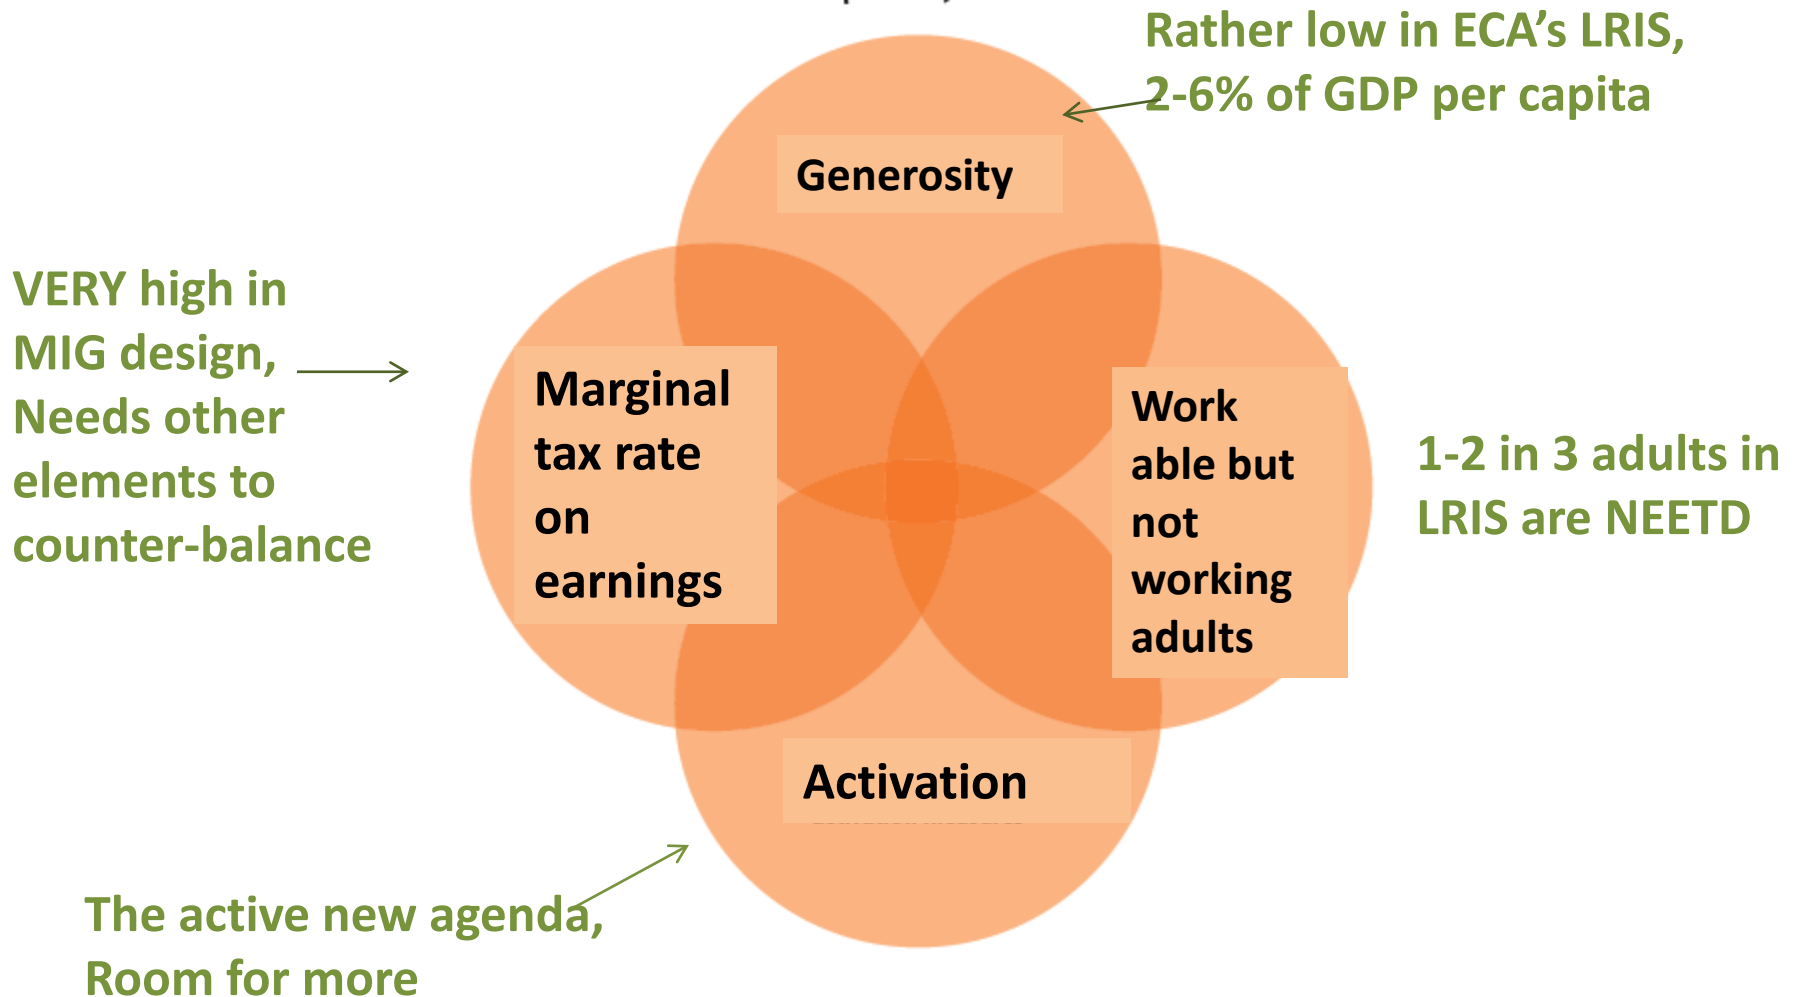 Rather low in ECA's LRIS,
2-6% of GDP per capita
Generosity
VERY high in
MIG design,
Needs other
elements to
counter-balance
Marginal
tax rate
on
earnings
Work
able but
not
working
adults
1-2 in 3 adults in
LRIS are NEETD
Activation
The active new agenda,
Room for more